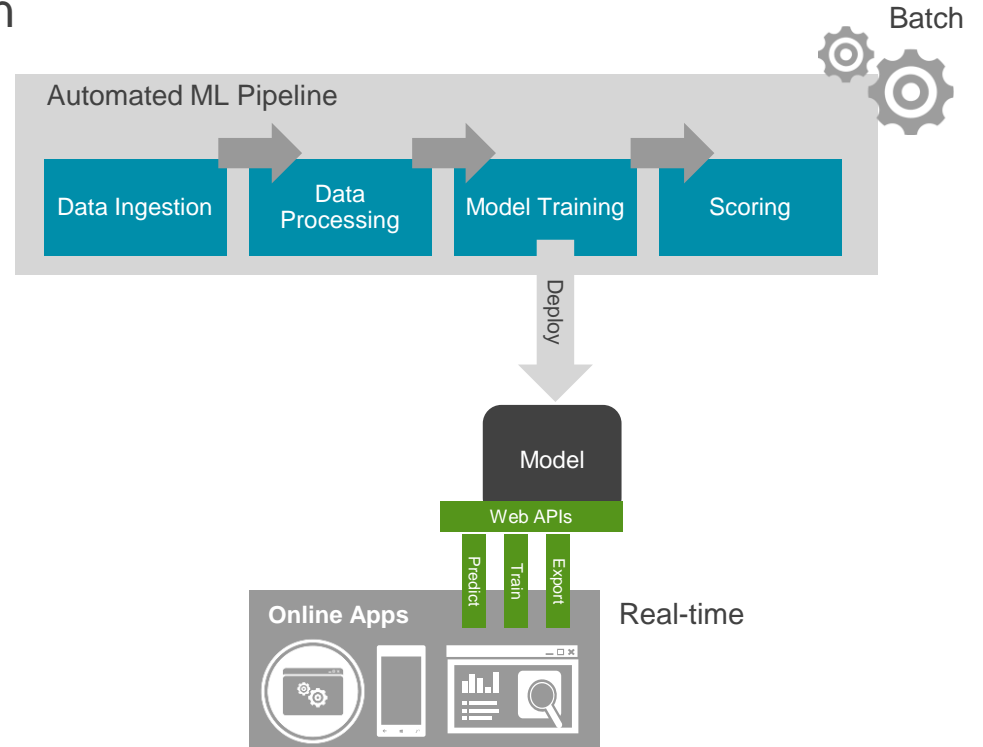 Batch
Automated ML Pipeline
Data Ingestion
Data
Processing
Model Training
Scoring
Deploy
Model
Web APIs
Predict
Train
Export
Online Apps
Real-time